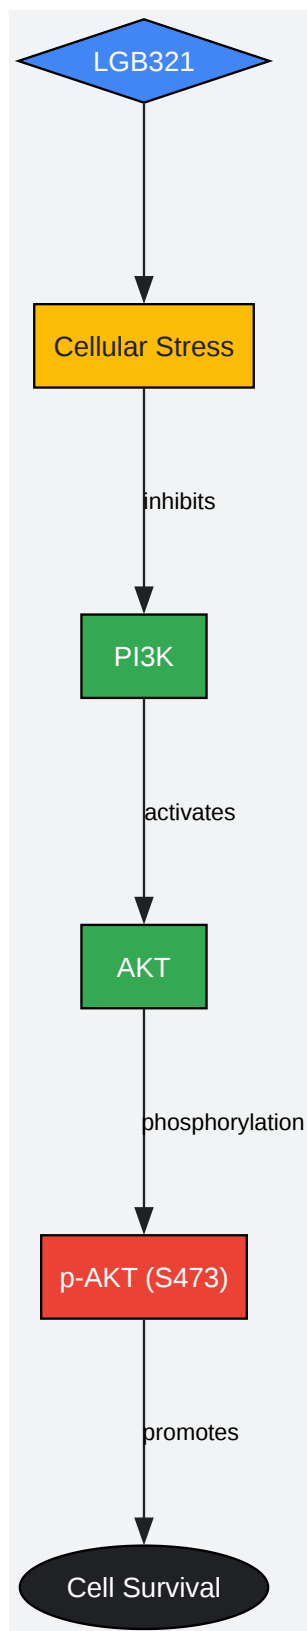 LGB321
Cellular Stress
inhibits
PI3K
activates
AKT
phosphorylation
p-AKT (S473)
promotes
Cell Survival